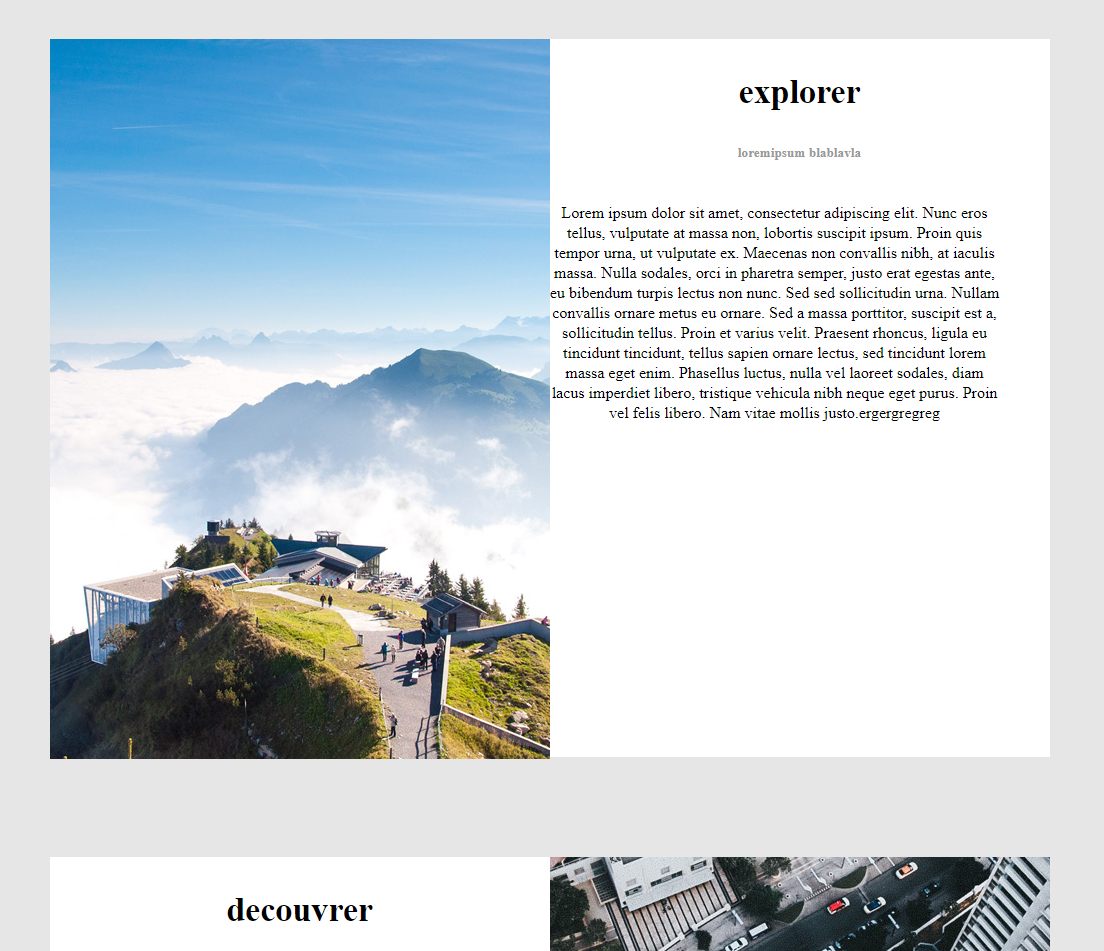 explorer
loremipsum blablavla
Lorem ipsum dolor sit amet, consectetur adipiscing elit. Nunc eros
tellus, vulputate at massa non, lobortis suscipit ipsum. Proin quis
tempor urna, ut vulputate ex. Maecenas non convallis nibh, at iaculis
massa. Nulla sodales, orci in pharetra semper, justo erat egestas ante,
eu bibendum turpis lectus non nunc. Sed sed sollicitudin urna. Nullam
convallis ornare metus eu ornare. Sed a massa porttitor, suscipit est a,
sollicitudin tellus. Proin et varius velit. Praesent rhoncus, ligula eu
tincidunt tincidunt, tellus sapien ornare lectus, sed tincidunt lorem
massa eget enim. Phasellus luctus, nulla vel laoreet sodales, diam
lacus imperdiet libero, tristique vehicula nibh neque eget purus. Proin
vel felis libero. Nam vitae mollis justo.ergergregreg
decouvrer